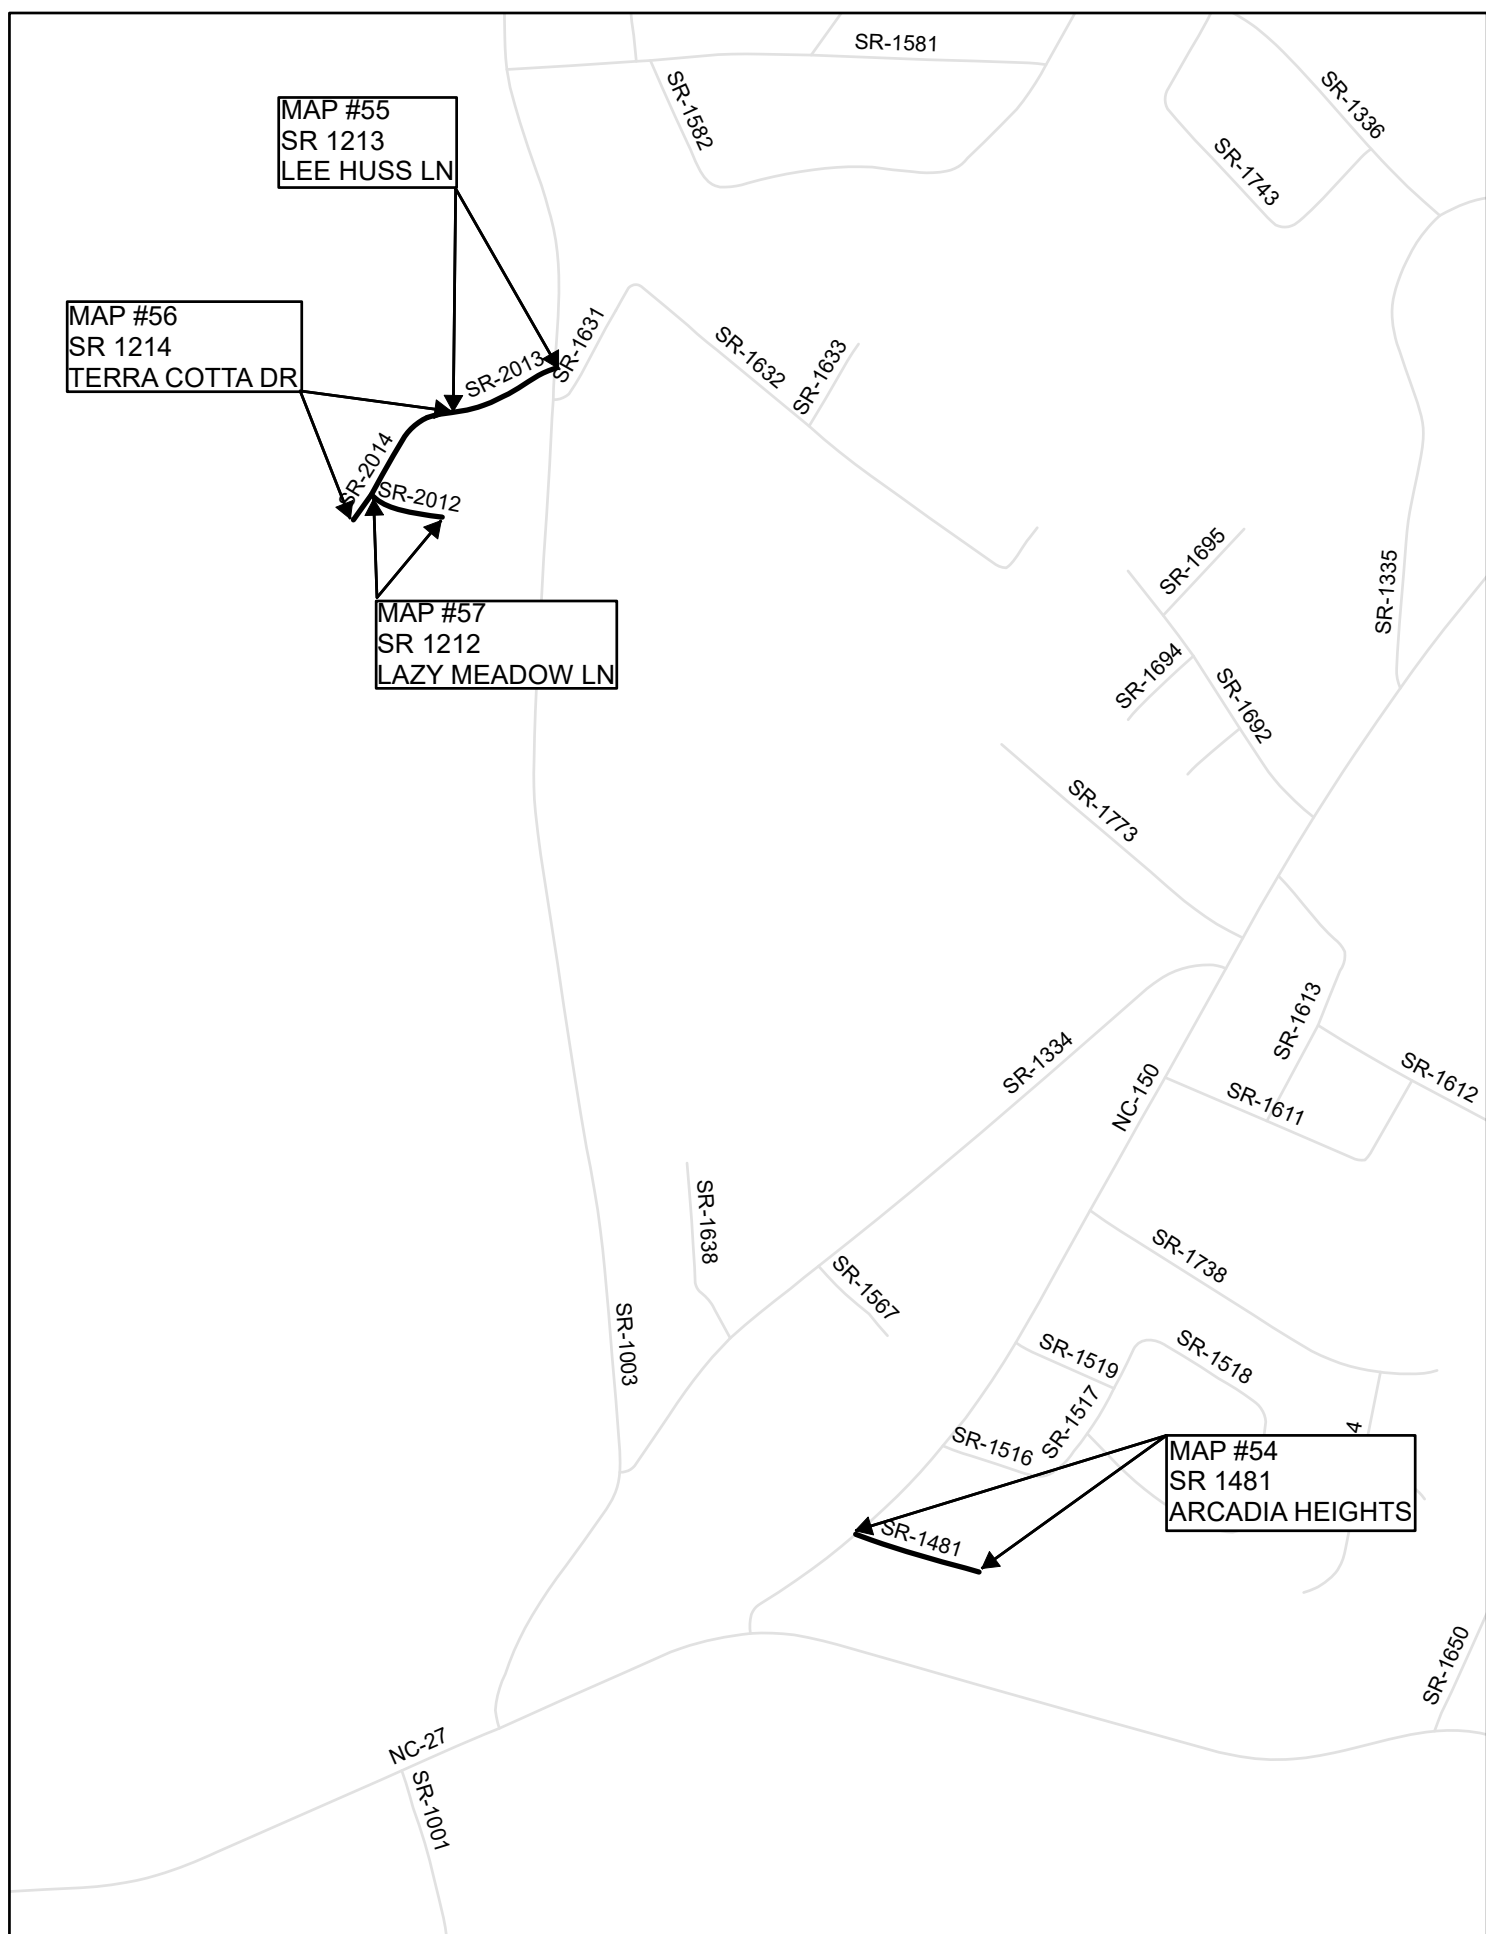 SR-1581
SR-1582
SR-1336
SR-1743
MAP #55
SR 1213
LEE HUSS LN
MAP #56
SR 1214
TERRA COTTA DR
SR-1631
SR-2013
SR-1632
SR-1633
SR-2014
SR-2012
MAP #57
SR 1212
LAZY MEADOW LN
SR-1695
SR-1335
SR-1694
SR-1692
SR-1773
SR-1613
SR-1334
NC-150
SR-1612
SR-1611
SR-1638
SR-1738
SR-1567
SR-1003
SR-1519
SR-1518
SR-1517
SR-1516
4
MAP #54
SR 1481
ARCADIA HEIGHTS
SR-1481
SR-1650
NC-27
SR-1001